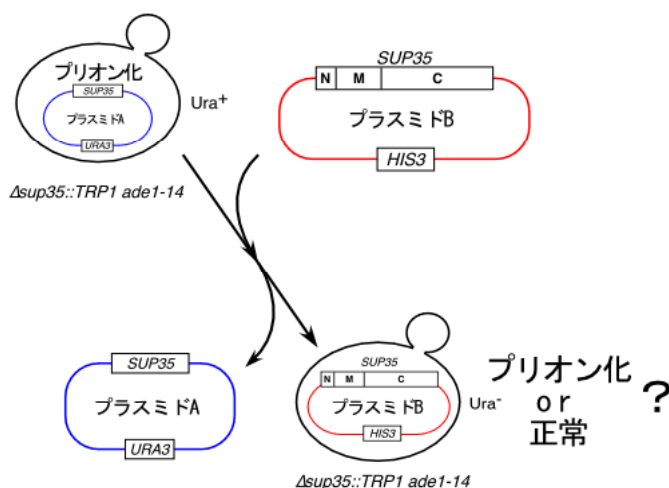 プリオン化
SUP35
プラスミドA
URA3
Ura+
Δsup35::TRP1 ade1-14
SUP35
N M C
プラスミドB
HIS3
SUP35
プラスミドA
URA3
SUP35
N M C
プラスミドB
HIS3
Ura-
Δsup35::TRP1 ade1-14
プリオン化
or
正常
?